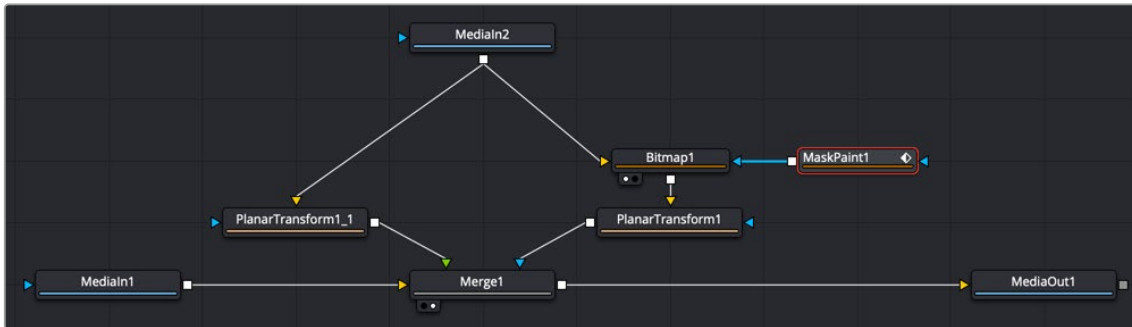 MediaIn2
Bitmap1
MaskPaint1
PlanarTransform1_1
PlanarTransform1
MediaIn1
Merge1
MediaOut1